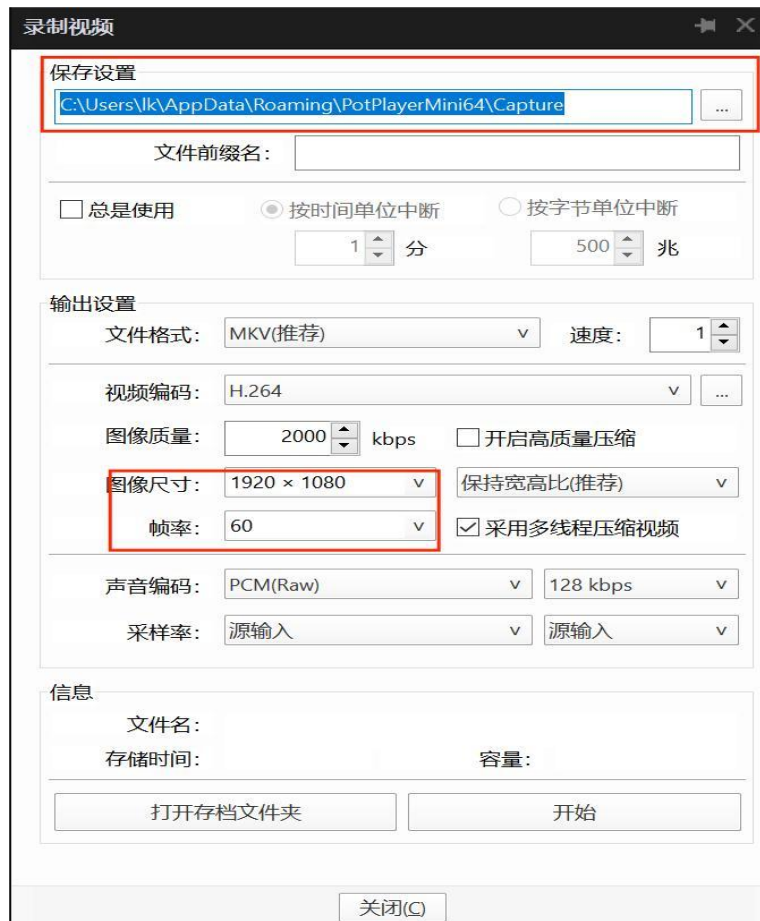 录制视频
保存设置
C:\Users\lk\AppData\Roaming\PotPlayerMini64\Capture ...
文件前缀名:
总是使用 按时间单位中断 按字节单位中断
1 分 500 兆
输出设置
文件格式: MKV(推荐) 速度: 1
视频编码: H.264 ...
图像质量: 2000 kbps 开启高质量压缩
图像尺寸: 1920 × 1080 保持宽高比(推荐)
帧率: 60 采用多线程压缩视频
声音编码: PCM(Raw) 128 kbps
采样率: 源输入 源输入
信息
文件名:
存储时间: 容量:
打开存档文件夹 开始
关闭(C)